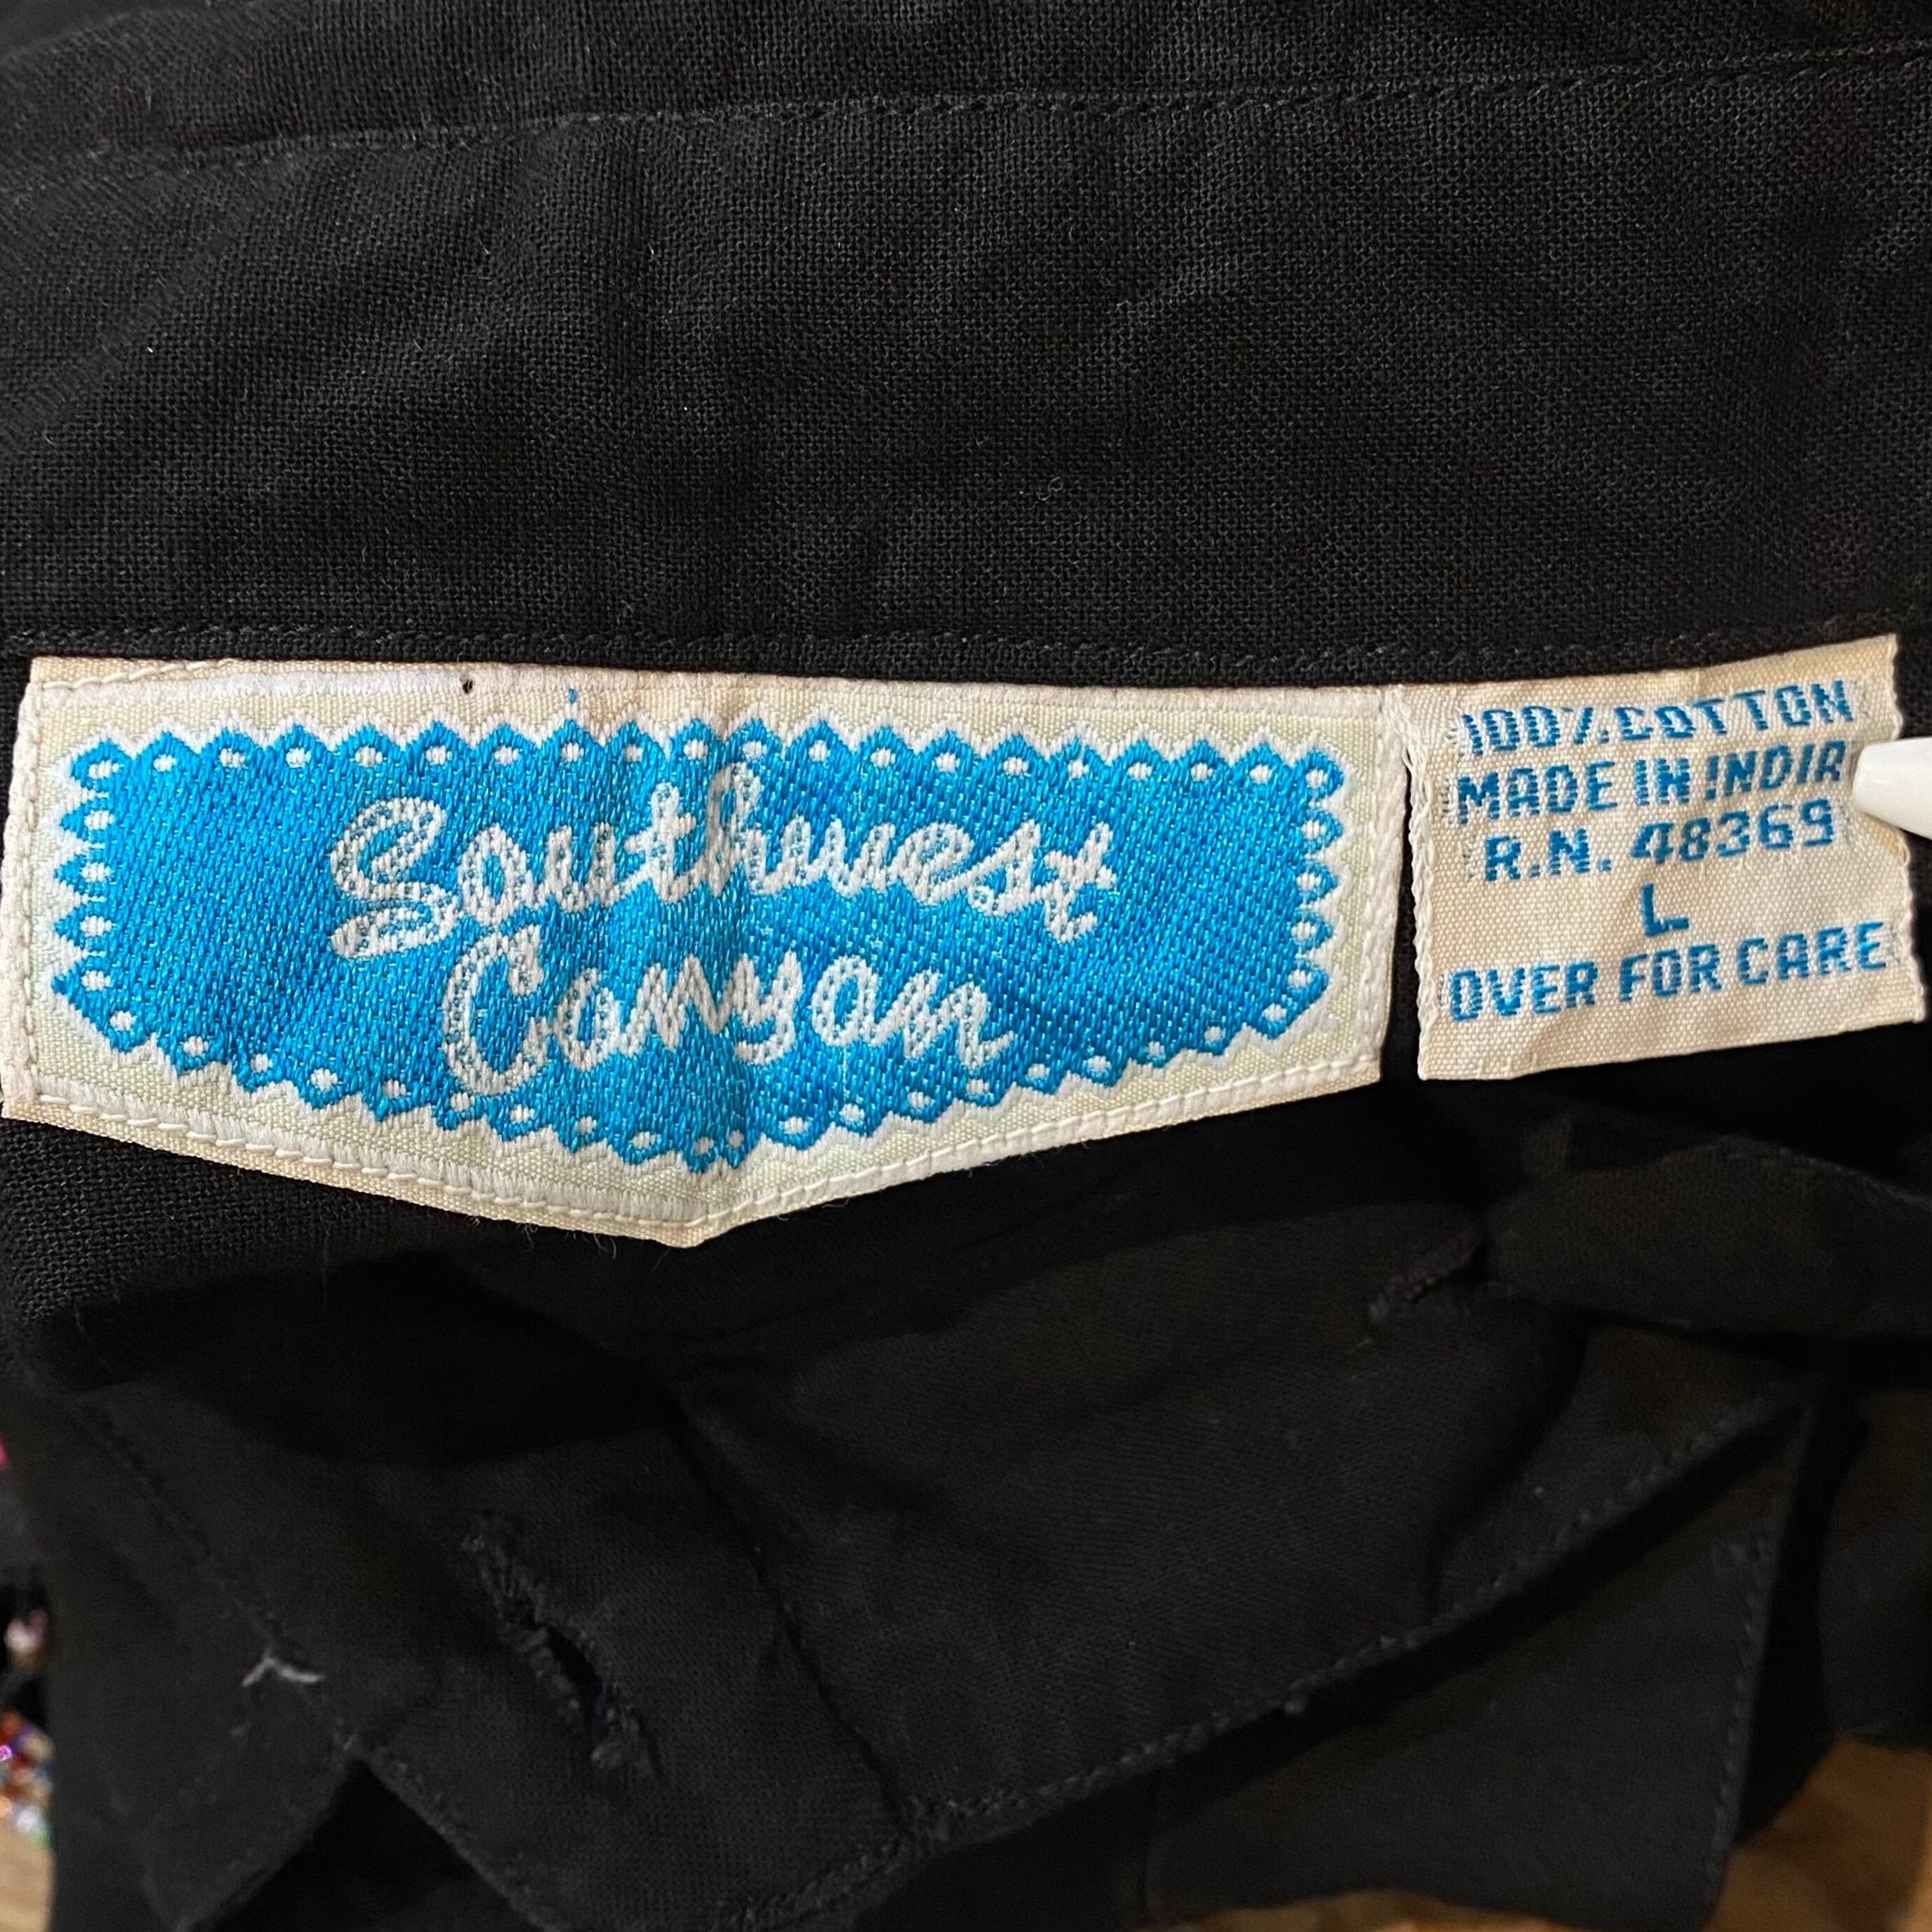 Southwest
Canyon
100% COTTON
MADE IN INDIA
R.N. 48369
L
OVER FOR CARE